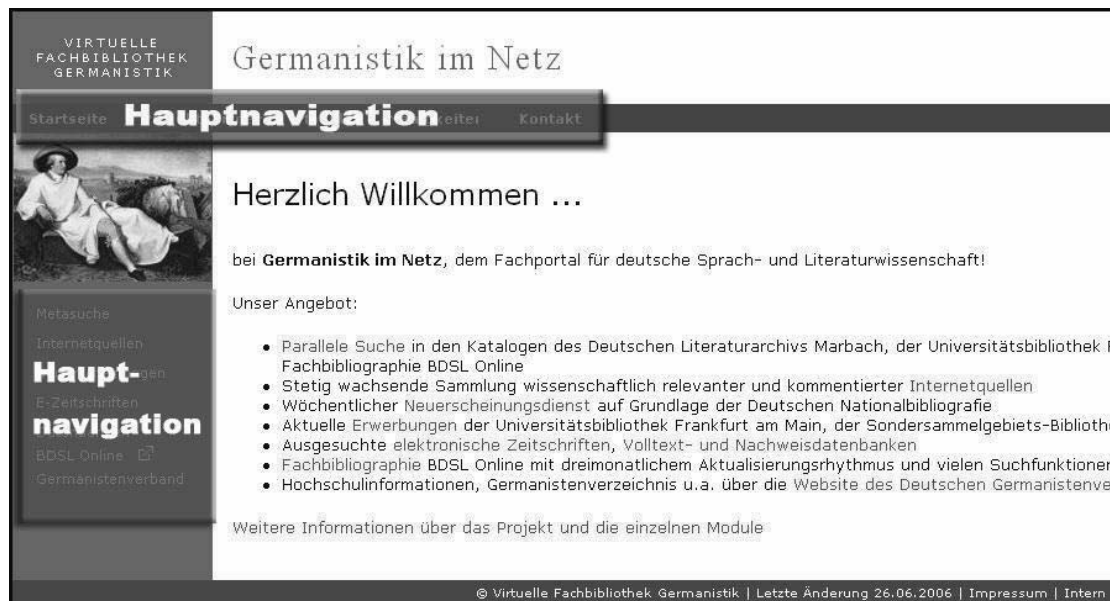 VIRTUELLE
FACHBIBLIOTHEK
GERMANISTIK
Germanistik im Netz
Startseite Hauptnavigation Kontakt
Herzlich Willkommen ...
bei Germanistik im Netz, dem Fachportal für deutsche Sprach- und Literaturwissenschaft!
Unser Angebot:
• Parallele Suche in den Katalogen des Deutschen Literaturarchivs Marbach, der Universitätsbibliothek
Fachbibliographie BDSL Online
• Stetig wachsende Sammlung wissenschaftlich relevanter und kommentierter Internetquellen
• Wöchentlicher Neuerscheinungsdienst auf Grundlage der Deutschen Nationalbibliografie
• Aktuelle Erwerbungen der Universitätsbibliothek Frankfurt am Main, der Sondersammelgebiets-Biblioth
• Ausgesuchte elektronische Zeitschriften, Volltext- und Nachweisdatenbanken
• Fachbibliographie BDSL Online mit dreimonatlichem Aktualisierungsrhythmus und vielen Suchfunktionen
• Hochschulinformationen, Germanistenverzeichnis u.a. über die Website des Deutschen Germanistenve
Weitere Informationen über das Projekt und die einzelnen Module
Metasuche
Internetquellen
Haupt-
E-Zeitschriften
navigation
BDSL Online
Germanistenverband
© Virtuelle Fachbibliothek Germanistik | Letzte Änderung 26.06.2006 | Impressum | Intern